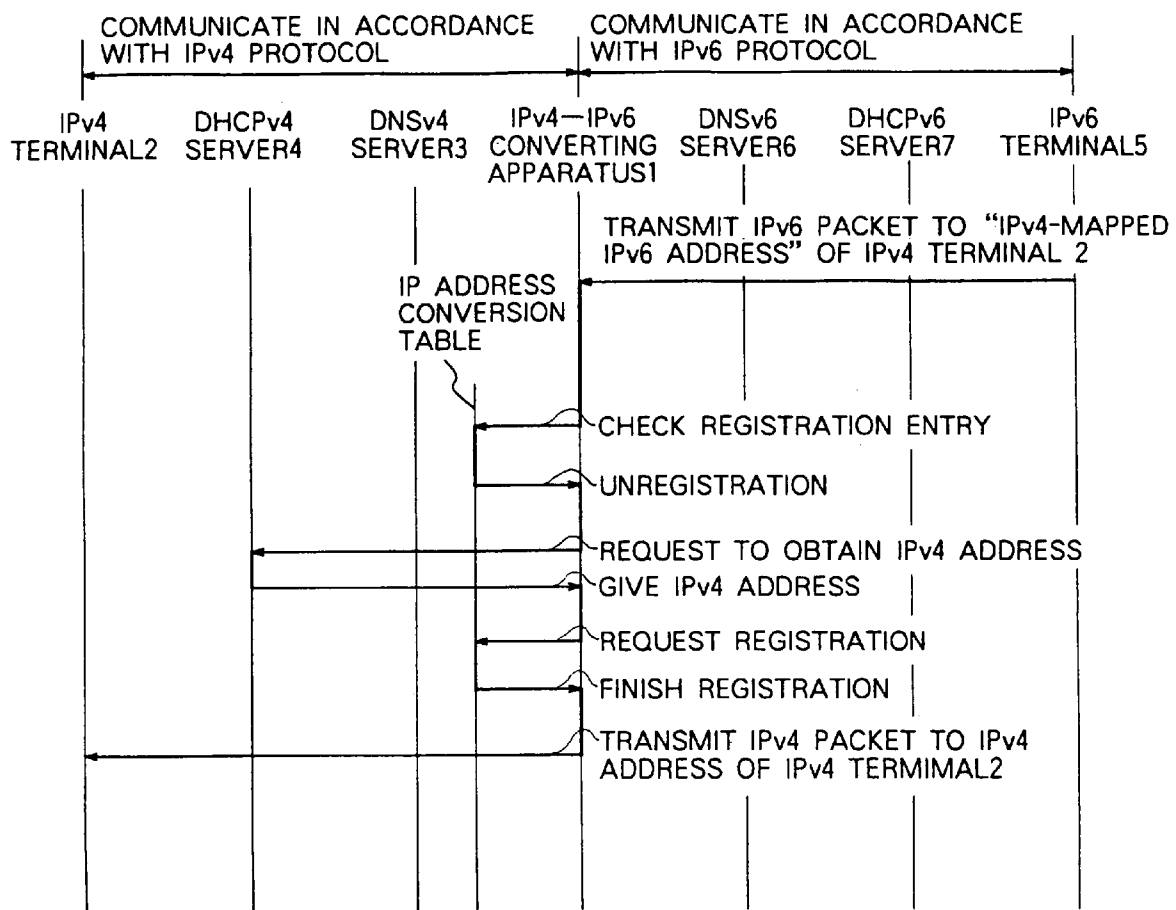 COMMUNICATE IN ACCORDANCE
WITH IPv4 PROTOCOL
COMMUNICATE IN ACCORDANCE
WITH IPv6 PROTOCOL
IPv4
TERMINAL2
DHCPv4
SERVER4
DNSv4
SERVER3
IPv4—IPv6
CONVERTING
APPARATUS1
DNSv6
SERVER6
DHCPv6
SERVER7
IPv6
TERMINAL5
TRANSMIT IPv6 PACKET TO “IPv4-MAPPED
IPv6 ADDRESS” OF IPv4 TERMINAL 2
IP ADDRESS
CONVERSION
TABLE
CHECK REGISTRATION ENTRY
UNREGISTRATION
REQUEST TO OBTAIN IPv4 ADDRESS
GIVE IPv4 ADDRESS
REQUEST REGISTRATION
FINISH REGISTRATION
TRANSMIT IPv4 PACKET TO IPv4
ADDRESS OF IPv4 TERMIMAL2